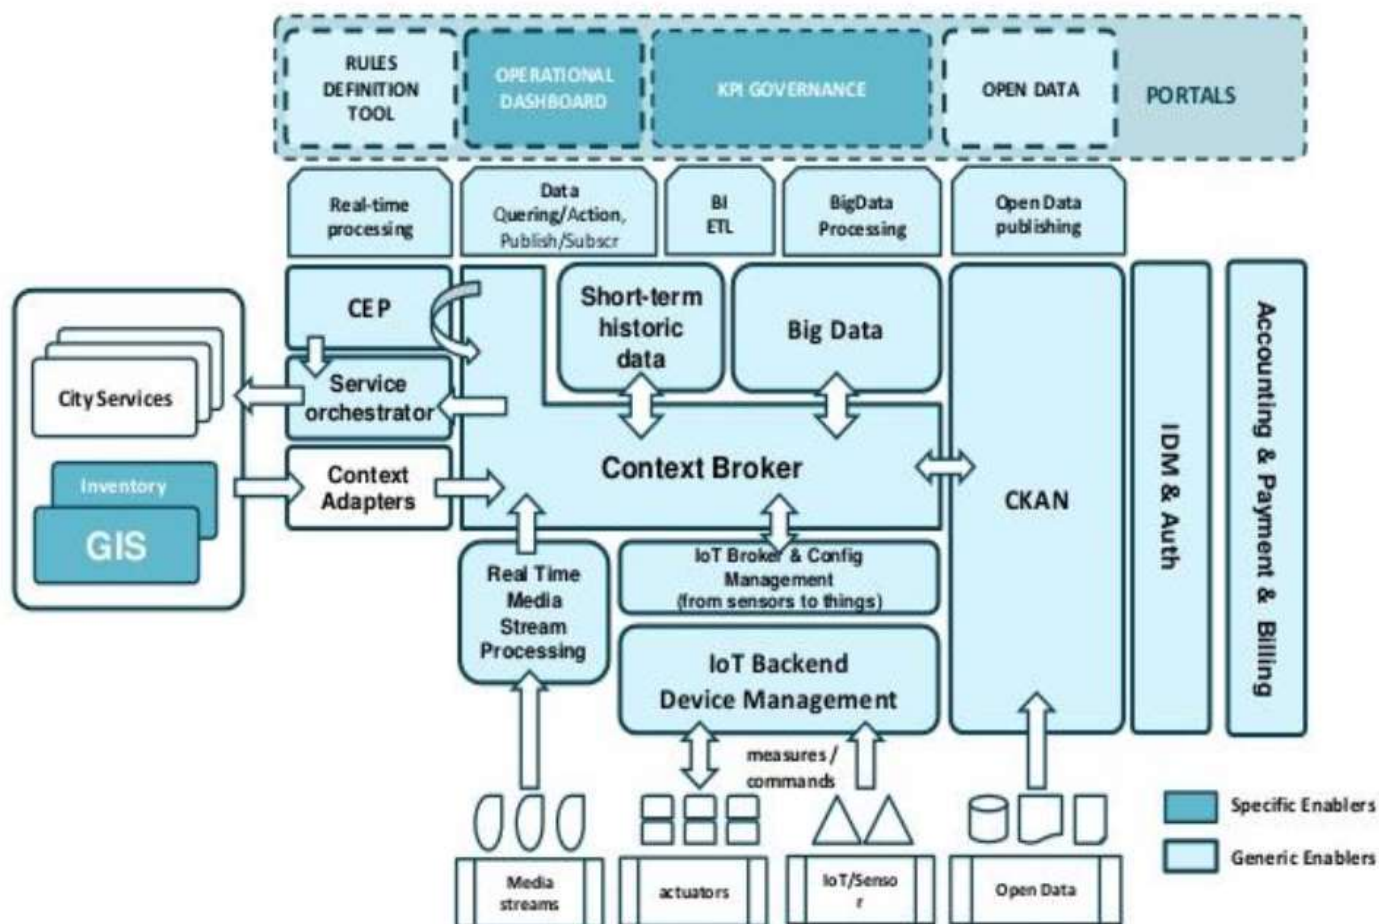 RULES
DEFINITION
TOOL
OPERATIONAL
DASHBOARD
KPI GOVERNANCE
OPEN DATA
PORTALS
Real-time
processing
Data
Quering/Action,
Publish/Subscr
BI
ETL
BigData
Processing
Open Data
publishing
CEP
Short-term
historic
data
Big Data
City Services
Service
orchestrator
Inventory
GIS
Context
Adapters
Context Broker
CKAN
IDM & Auth
Accounting & Payment & Billing
Real Time
Media
Stream
Processing
IoT Broker & Config
Management
(from sensors to things)
IoT Backend
Device Management
measures /
commands
Specific Enablers
Generic Enablers
Media
streams
actuators
IoT/Senso
r
Open Data